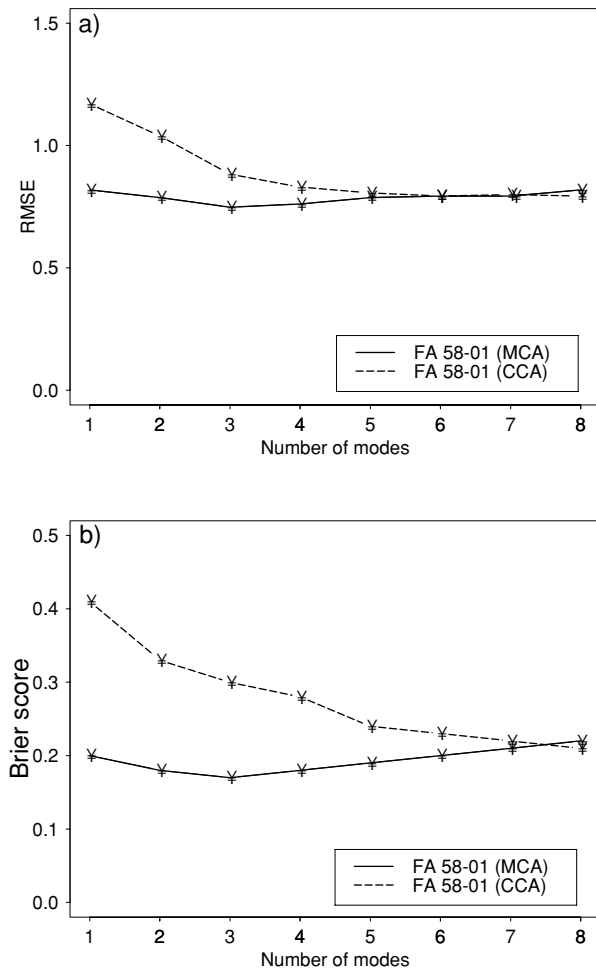 a)
1.5
1.0
0.5
0.0
RMSE
FA 58-01 (MCA)
FA 58-01 (CCA)
1 2 3 4 5 6 7 8
Number of modes
b)
0.5
0.4
0.3
0.2
0.1
0.0
Brier score
FA 58-01 (MCA)
FA 58-01 (CCA)
1 2 3 4 5 6 7 8
Number of modes